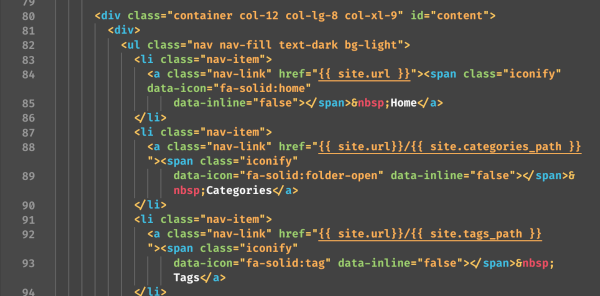 79
80 <div class="container col-12 col-lg-8 col-xl-9" id="content">
81 <div>
82 <ul class="nav nav-fill text-dark bg-light">
83 <li class="nav-item">
84 <a class="nav-link" href="{{ site.url }}"><span class="iconify"
data-icon="fa-solid:home"
85 data-inline="false"></span>&nbsp;Home</a>
86 </li>
87 <li class="nav-item">
88 <a class="nav-link" href="{{ site.url}}/{{ site.categories_path }}
"><span class="iconify"
89 data-icon="fa-solid:folder-open" data-inline="false"></span>&
nbsp;Categories</a>
90 </li>
91 <li class="nav-item">
92 <a class="nav-link" href="{{ site.url}}/{{ site.tags_path }}
"><span class="iconify"
93 data-icon="fa-solid:tag" data-inline="false"></span>&nbsp;
Tags</a>
94 </li>